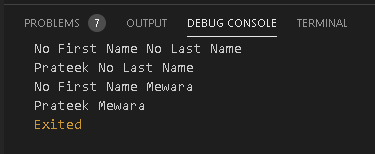 PROBLEMS 7 OUTPUT DEBUG CONSOLE TERMINAL
No First Name No Last Name
Prateek No Last Name
No First Name Mewara
Prateek Mewara
Exited